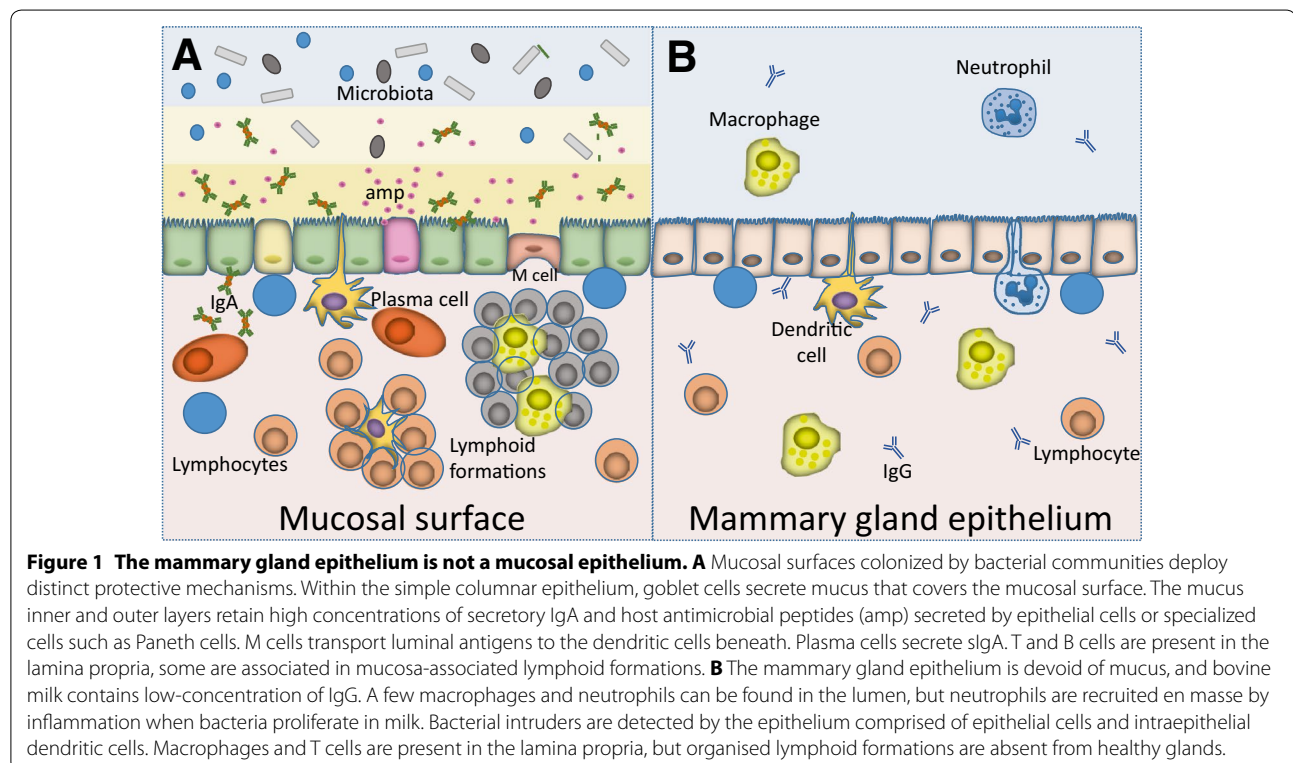 A
B
Microbiota
Neutrophil
Macrophage
amp
M cell
IgA
Plasma cell
Dendritic
cell
Lymphocytes
Lymphoid
formations
IgG
Lymphocyte
Mucosal surface
Mammary gland epithelium
Figure 1 The mammary gland epithelium is not a mucosal epithelium. A Mucosal surfaces colonized by bacterial communities deploy
distinct protective mechanisms. Within the simple columnar epithelium, goblet cells secrete mucus that covers the mucosal surface. The mucus
inner and outer layers retain high concentrations of secretory IgA and host antimicrobial peptides (amp) secreted by epithelial cells or specialized
cells such as Paneth cells. M cells transport luminal antigens to the dendritic cells beneath. Plasma cells secrete sIgA. T and B cells are present in the
lamina propria, some are associated in mucosa-associated lymphoid formations. B The mammary gland epithelium is devoid of mucus, and bovine
milk contains low-concentration of IgG. A few macrophages and neutrophils can be found in the lumen, but neutrophils are recruited en masse by
inflammation when bacteria proliferate in milk. Bacterial intruders are detected by the epithelium comprised of epithelial cells and intraepithelial
dendritic cells. Macrophages and T cells are present in the lamina propria, but organised lymphoid formations are absent from healthy glands.